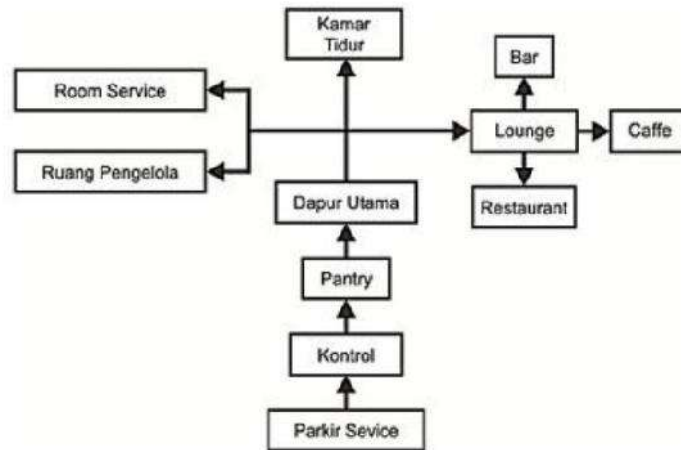 Kamar
Tidur
Bar
Room Service
Lounge
Caffe
Ruang Pengelola
Dapur Utama
Restaurant
Pantry
Kontrol
Parkir Sevice